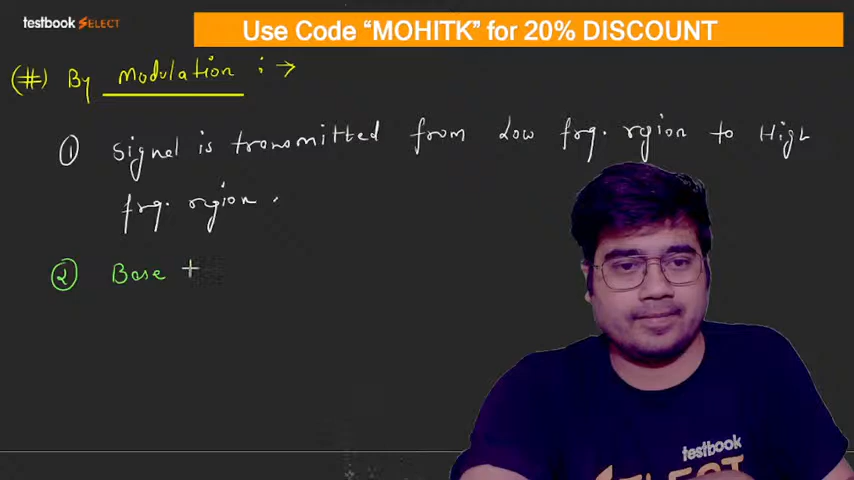 testbook SELECT
Use Code "MOHITK" for 20% DISCOUNT
(#) By Modulation : →
① Signal is transmitted from Low frq. region to High
frq. region.
② Base
testbook
SELECT